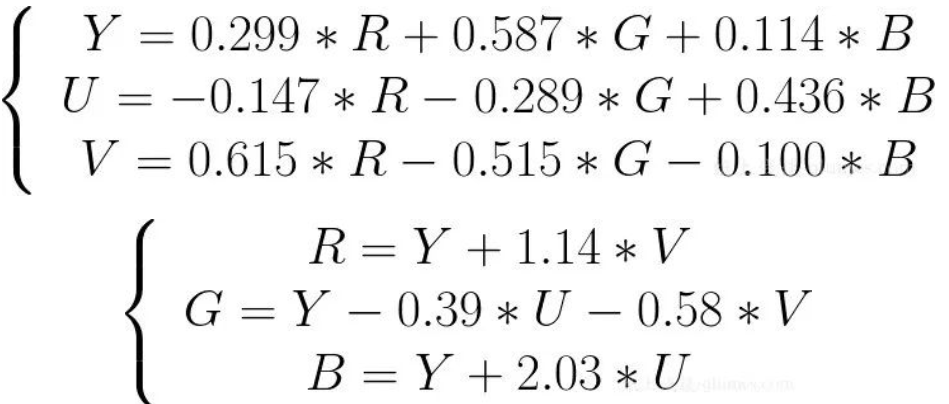 Y = 0.299 * R + 0.587 * G + 0.114 * B
U = −0.147 * R − 0.289 * G + 0.436 * B
V = 0.615 * R − 0.515 * G − 0.100 * B
R = Y + 1.14 * V
G = Y − 0.39 * U − 0.58 * V
B = Y + 2.03 * U